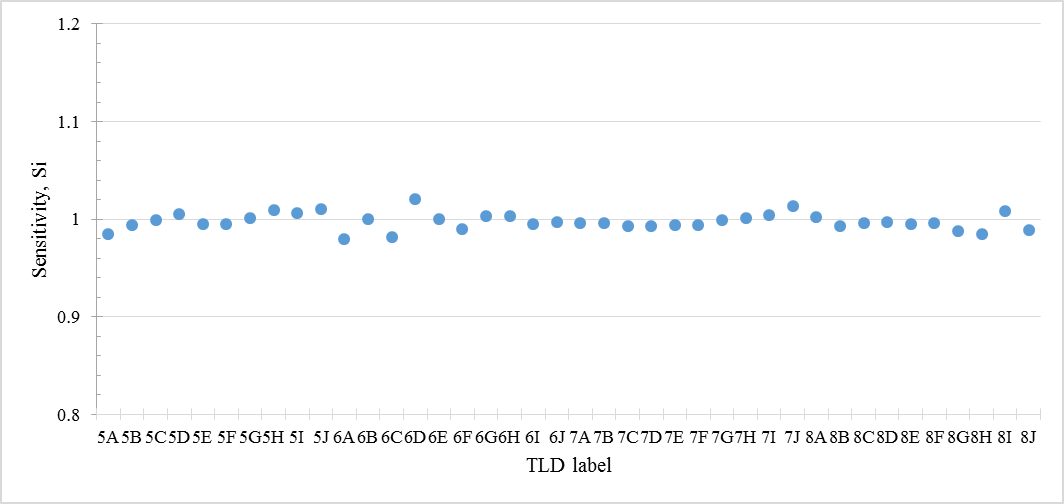 1.2
1.1
1
0.9
0.8
Sensitivity, Si
5A 5B 5C 5D 5E 5F 5G 5H 5I 5J 6A 6B 6C 6D 6E 6F 6G 6H 6I 6J 7A 7B 7C 7D 7E 7F 7G 7H 7I 7J 8A 8B 8C 8D 8E 8F 8G 8H 8I 8J
TLD label